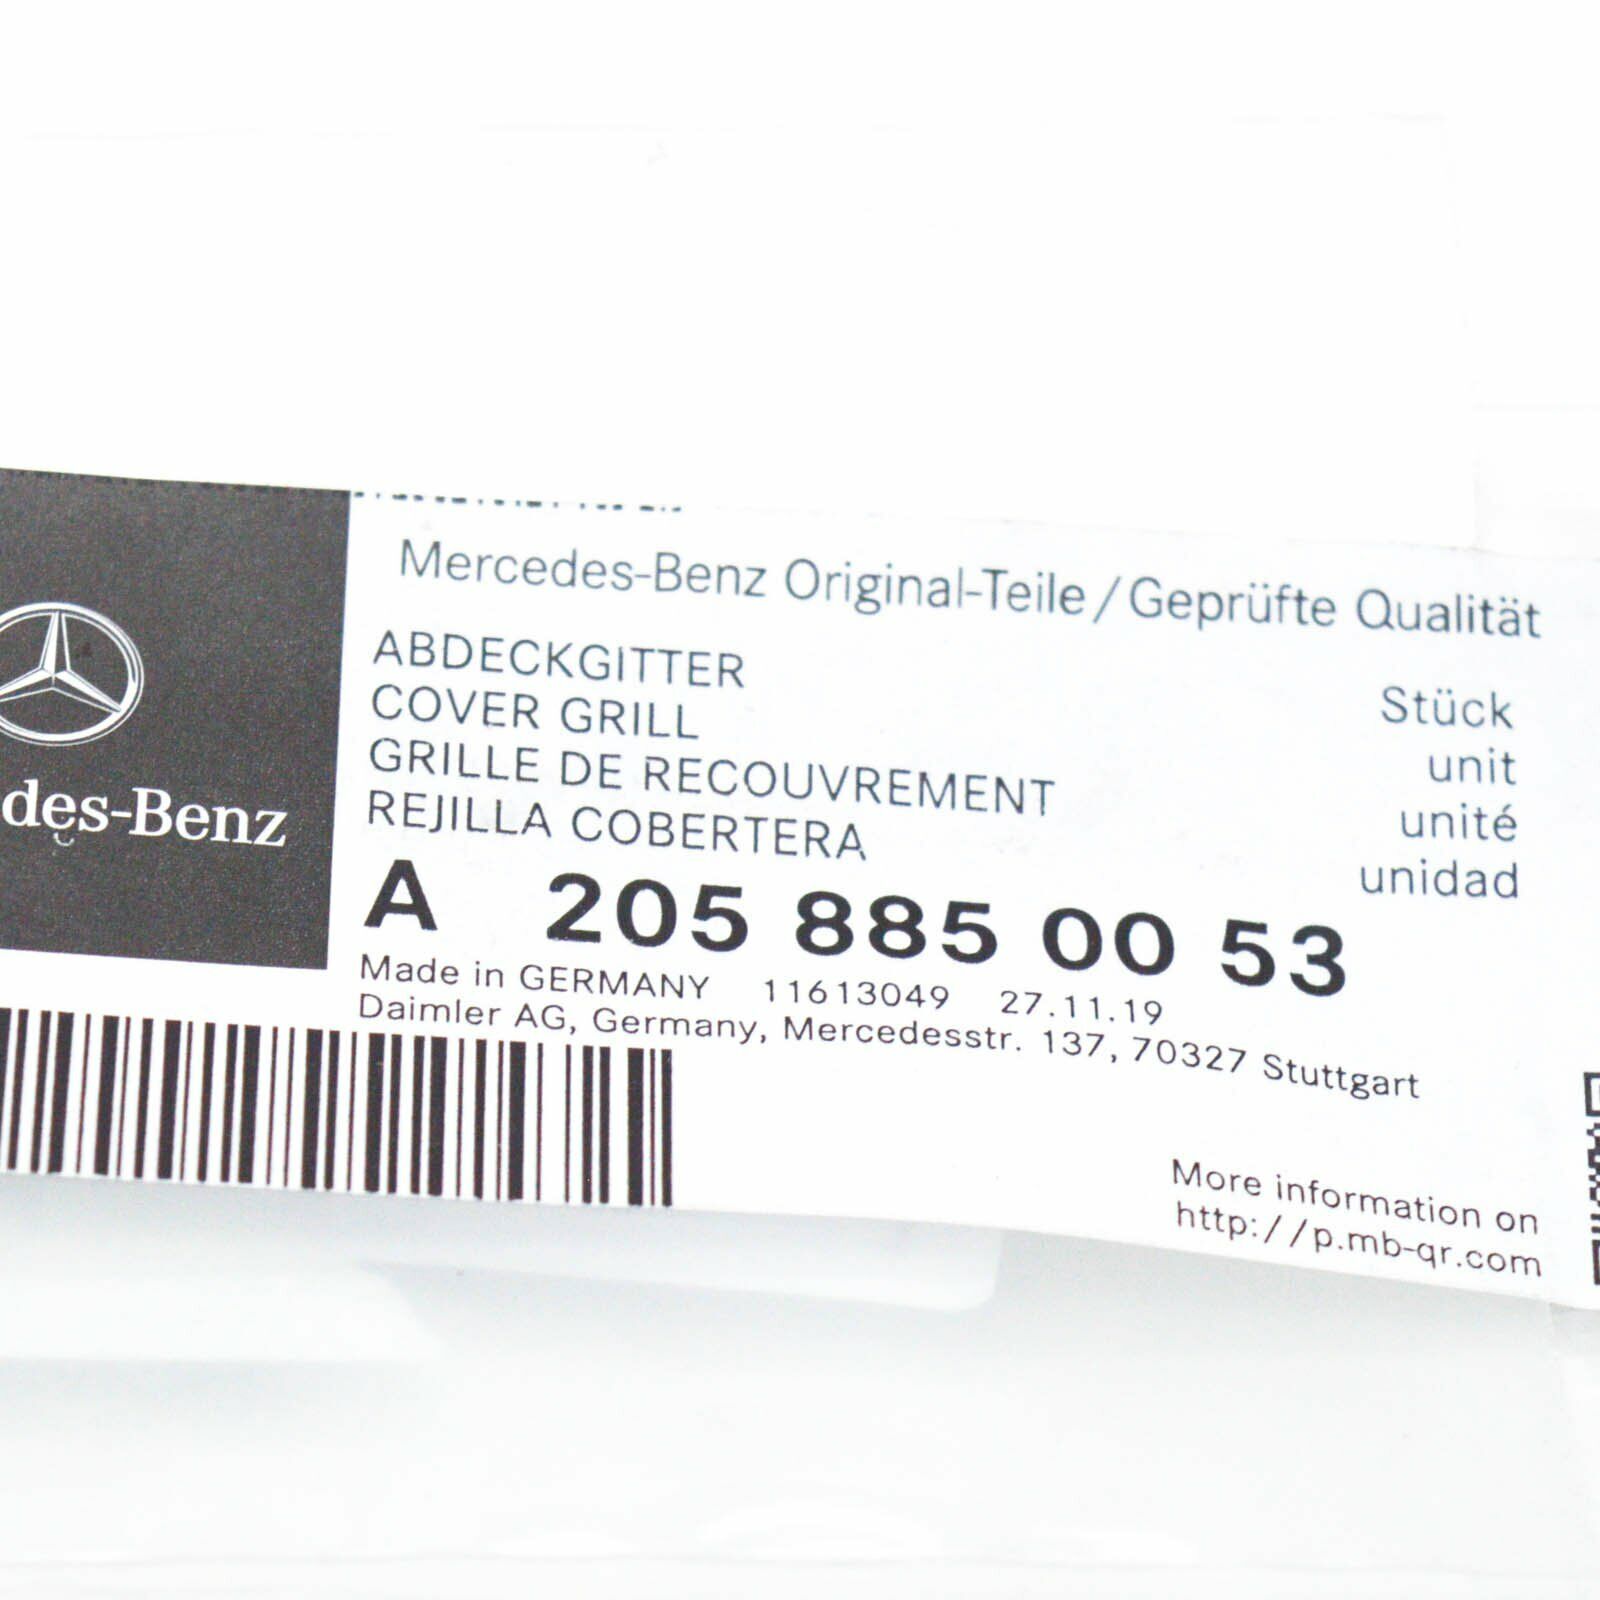 Mercedes-Benz Original-Teile / Geprüfte Qualität
ABDECKGITTER
COVER GRILL
GRILLE DE RECOUVREMENT
REJILLA COBERTERA
Stück
unit
unité
unidad
des-Benz
A 205 885 00 53
Made in GERMANY 11613049 27.11.19
Daimler AG, Germany, Mercedesstr. 137, 70327 Stuttgart
More information on
http://p.mb-qr.com